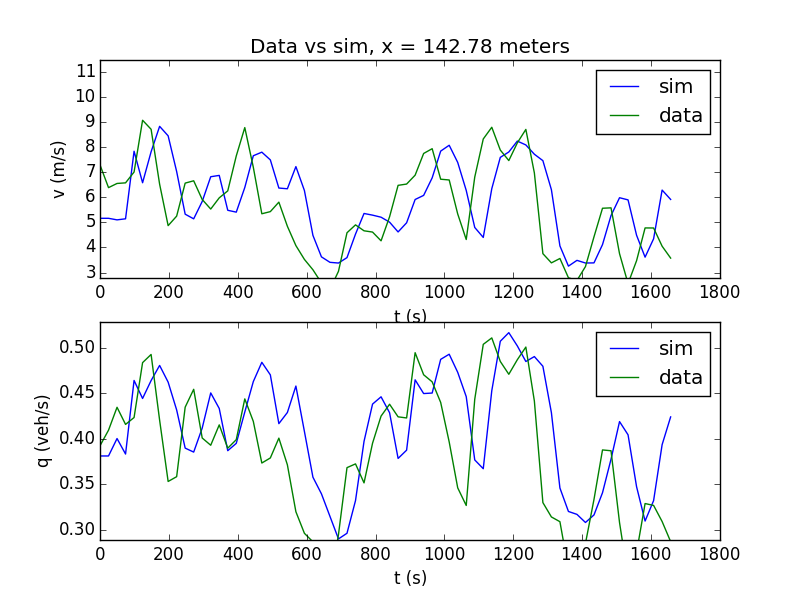 Data vs sim, x = 142.78 meters
11
10
9
8
7
6
5
4
3
v (m/s)
sim
data
0 200 400 600 800 1000 1200 1400 1600 1800
t (s)
0.50
0.45
0.40
0.35
0.30
q (veh/s)
sim
data
0 200 400 600 800 1000 1200 1400 1600 1800
t (s)